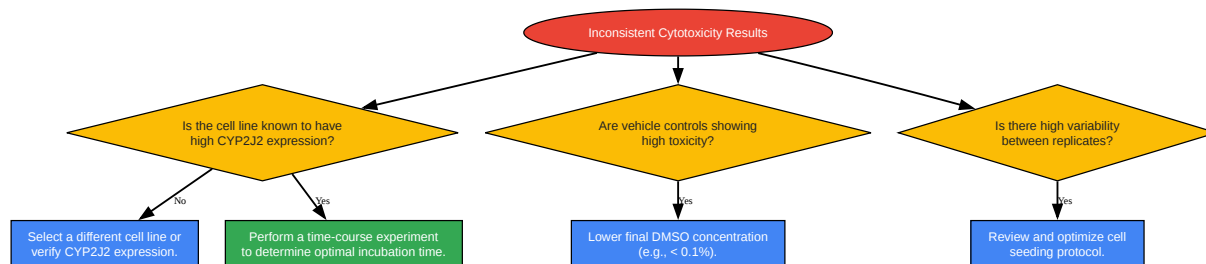 Inconsistent Cytotoxicity Results
Is the cell line known to have
high CYP2J2 expression?
Are vehicle controls showing
high toxicity?
Is there high variability
between replicates?
No
Yes
Yes
Yes
Select a different cell line or
verify CYP2J2 expression.
Perform a time-course experiment
to determine optimal incubation time.
Lower final DMSO concentration
(e.g., < 0.1%).
Review and optimize cell
seeding protocol.